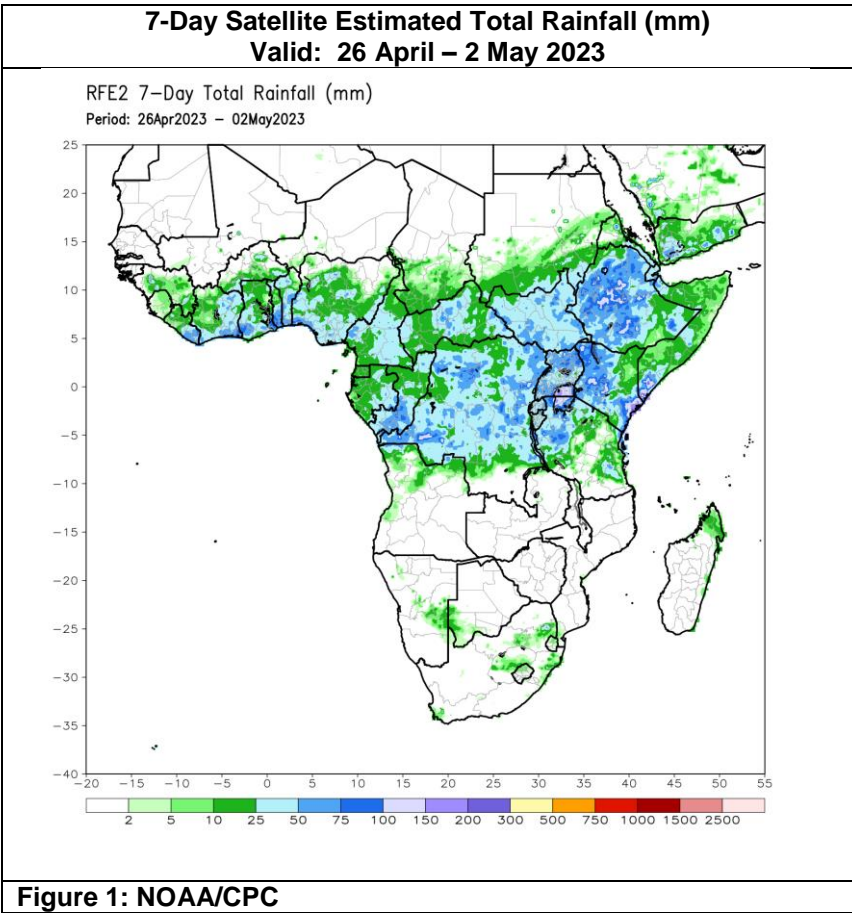 7-Day Satellite Estimated Total Rainfall (mm)
Valid:  26 April – 2 May 2023
RFE2 7-Day Total Rainfall (mm)
Period: 26Apr2023 – 02May2023
25
20
15
10
5
0
-5
-10
-15
-20
-25
-30
-35
-40
-20 -15 -10 -5 0 5 10 15 20 25 30 35 40 45 50 55
2 5 10 25 50 75 100 150 200 300 500 750 1000 1500 2500
Figure 1: NOAA/CPC